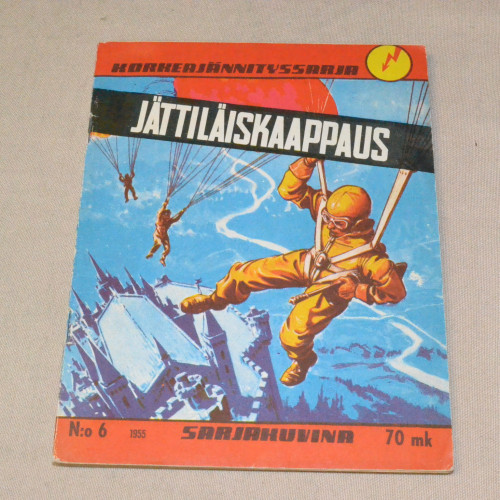 KORKEAJÄNNITYSSARJA
JÄTTILÄISKAAPPAUS
N:o 6 1955 SARJAKUVINA 70 mk